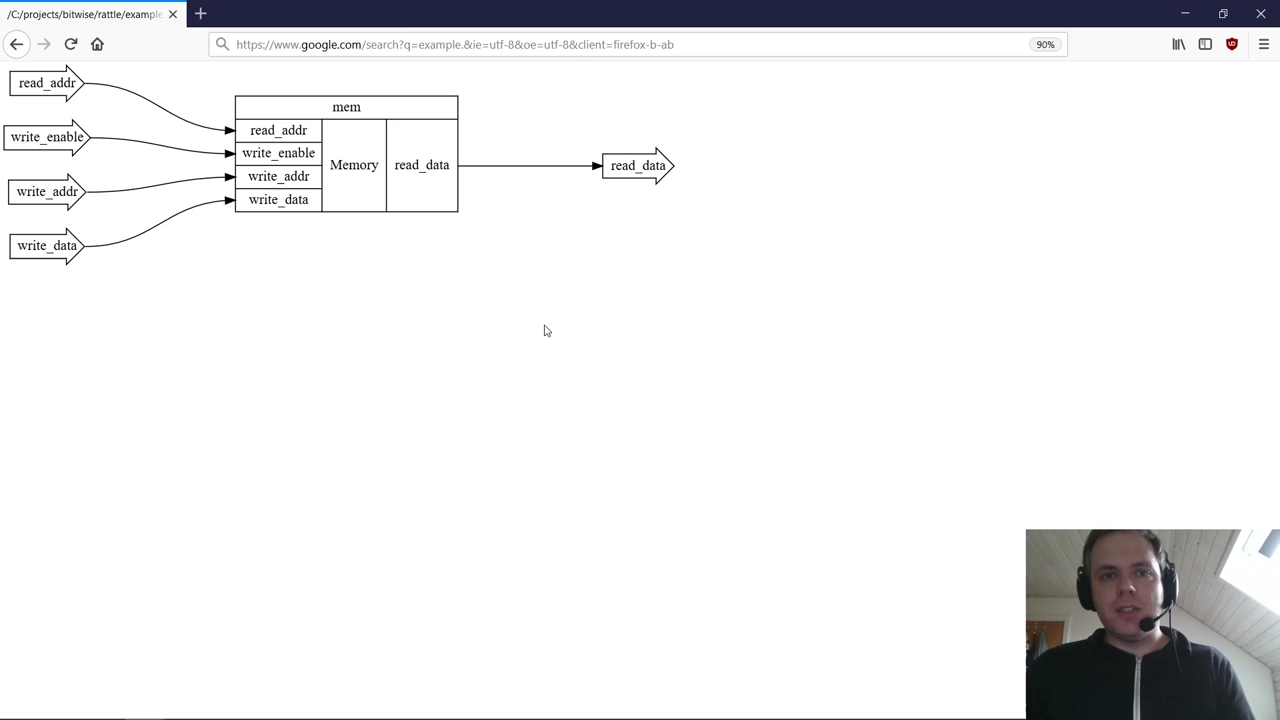 /C:/projects/bitwise/rattle/example
https://www.google.com/search?q=example.&ie=utf-8&oe=utf-8&client=firefox-b-ab
90%
read_addr
write_enable
write_addr
write_data
mem
read_addr
write_enable
write_addr
write_data
Memory
read_data
read_data